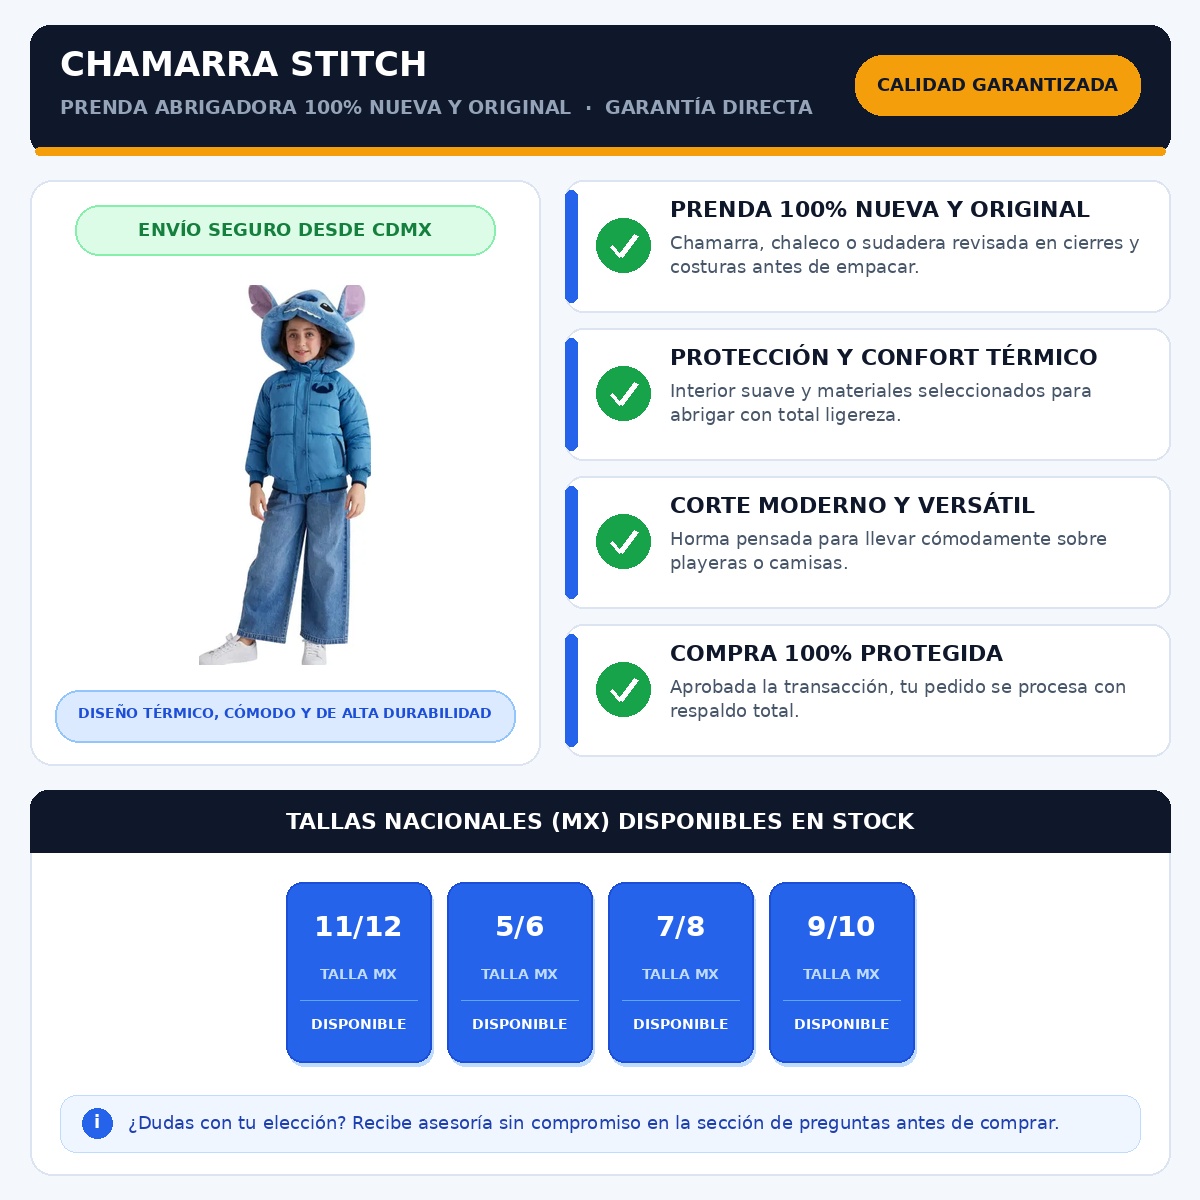 CHAMARRA STITCH
PRENDA ABRIGADORA 100% NUEVA Y ORIGINAL · GARANTÍA DIRECTA
CALIDAD GARANTIZADA
ENVÍO SEGURO DESDE CDMX
DISEÑO TÉRMICO, CÓMODO Y DE ALTA DURABILIDAD
PRENDA 100% NUEVA Y ORIGINAL
Chamarra, chaleco o sudadera revisada en cierres y
costuras antes de empacar.
PROTECCIÓN Y CONFORT TÉRMICO
Interior suave y materiales seleccionados para
abrigar con total ligereza.
CORTE MODERNO Y VERSÁTIL
Horma pensada para llevar cómodamente sobre
playeras o camisas.
COMPRA 100% PROTEGIDA
Aprobada la transacción, tu pedido se procesa con
respaldo total.
TALLAS NACIONALES (MX) DISPONIBLES EN STOCK
11/12
TALLA MX
DISPONIBLE
5/6
TALLA MX
DISPONIBLE
7/8
TALLA MX
DISPONIBLE
9/10
TALLA MX
DISPONIBLE
i
¿Dudas con tu elección? Recibe asesoría sin compromiso en la sección de preguntas antes de comprar.